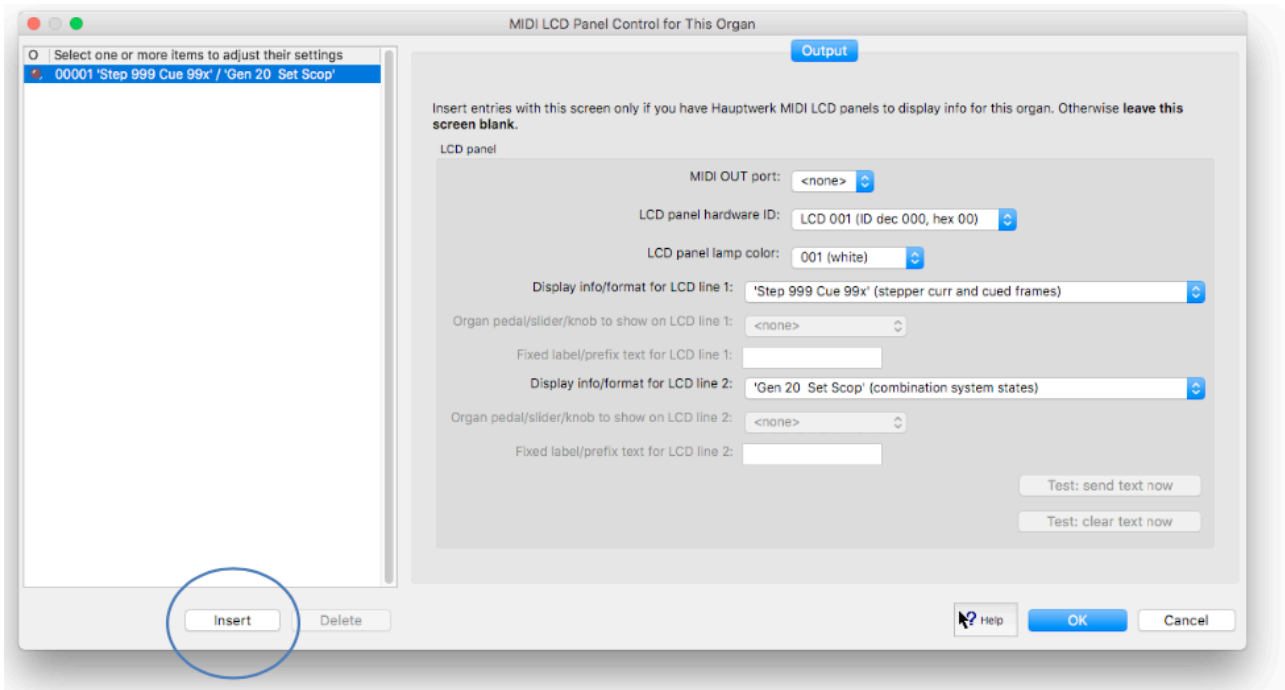 MIDI LCD Panel Control for This Organ
O Select one or more items to adjust their settings
00001 'Step 999 Cue 99x' / 'Gen 20  Set Scop'
Output
Insert entries with this screen only if you have Hauptwerk MIDI LCD panels to display info for this organ. Otherwise leave this
screen blank.
LCD panel
MIDI OUT port: <none>
LCD panel hardware ID: LCD 001 (ID dec 000, hex 00)
LCD panel lamp color: 001 (white)
Display info/format for LCD line 1: 'Step 999 Cue 99x' (stepper curr and cued frames)
Organ pedal/slider/knob to show on LCD line 1: <none>
Fixed label/prefix text for LCD line 1:
Display info/format for LCD line 2: 'Gen 20  Set Scop' (combination system states)
Organ pedal/slider/knob to show on LCD line 2: <none>
Fixed label/prefix text for LCD line 2:
Test: send text now
Test: clear text now
Insert Delete ? Help OK Cancel